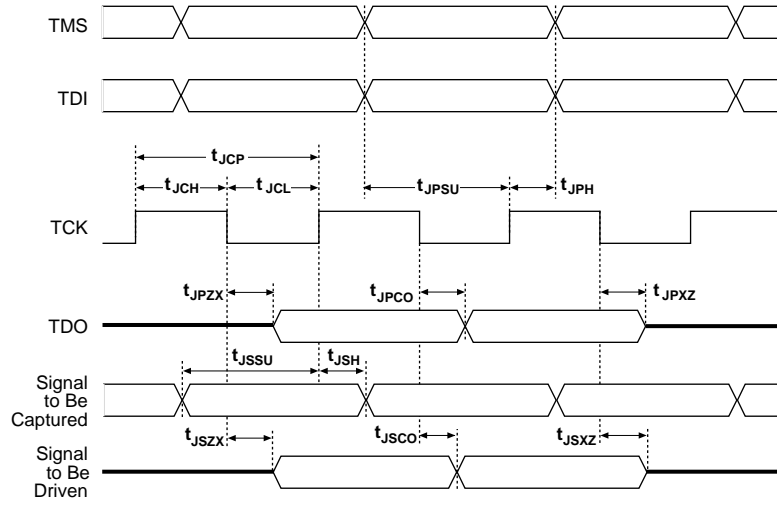 TMS
TDI
tJCP
tJCH tJCL tJPSU tJPH
TCK
tJPZX tJPCO tJPXZ
TDO
tJSSU tJSH
Signal
to Be
Captured
tJSZX tJSCO tJSXZ
Signal
to Be
Driven